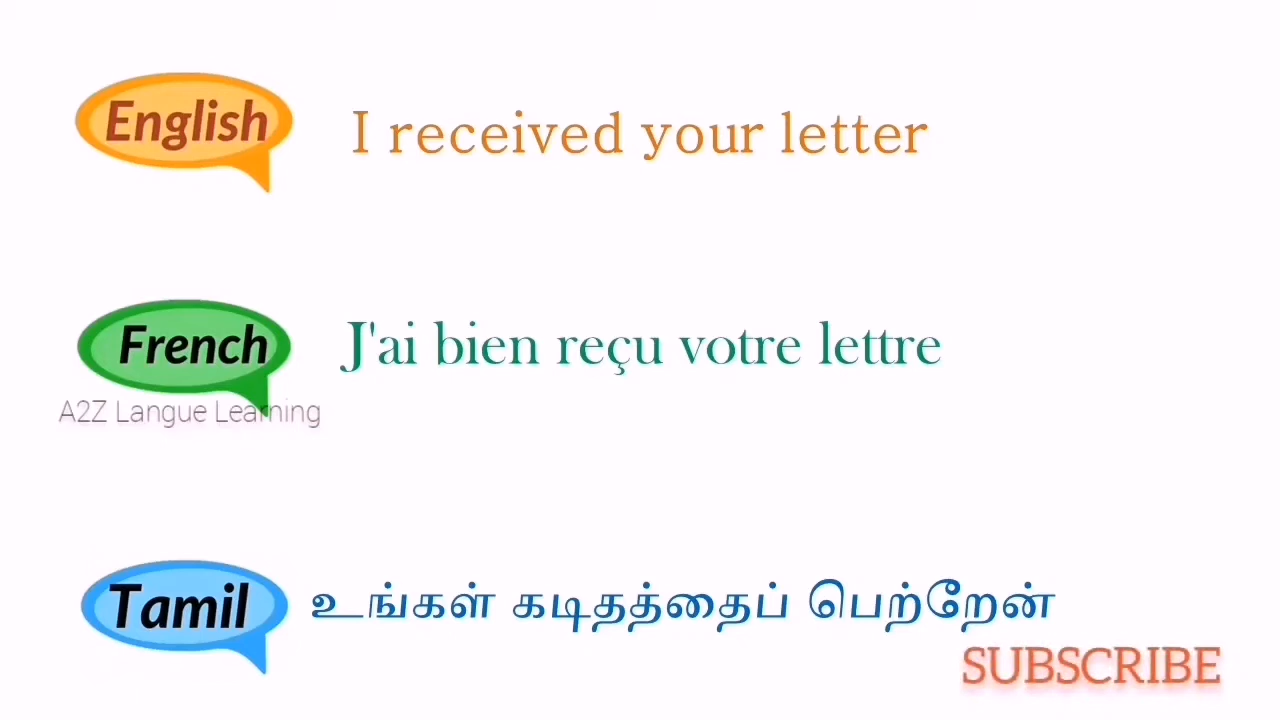 English
I received your letter
French
J'ai bien reçu votre lettre
A2Z Langue Learning
Tamil
உங்கள் கடிதத்தைப் பெற்றேன்
SUBSCRIBE